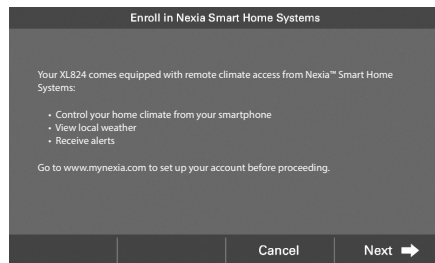 Enroll in Nexia Smart Home Systems
Your XL824 comes equipped with remote climate access from Nexia™ Smart Home
Systems:
• Control your home climate from your smartphone
• View local weather
• Receive alerts
Go to www.mynexia.com to set up your account before proceeding.
Cancel
Next